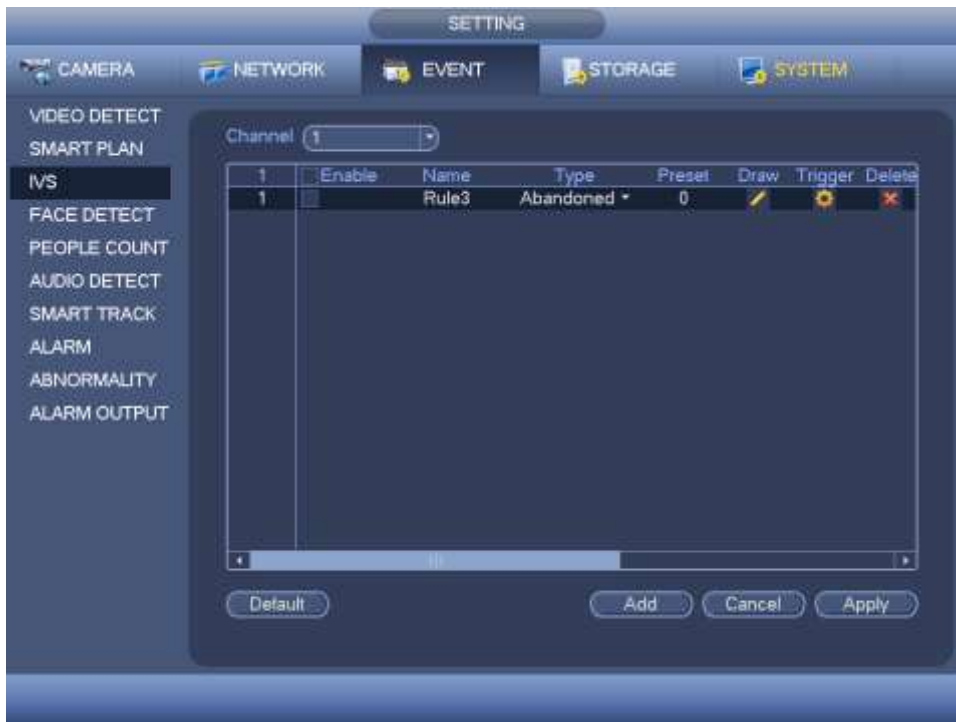 SETTING
CAMERA NETWORK EVENT STORAGE SYSTEM
VIDEO DETECT
SMART PLAN
IVS
FACE DETECT
PEOPLE COUNT
AUDIO DETECT
SMART TRACK
ALARM
ABNORMALITY
ALARM OUTPUT
Channel 1
1 Enable Name Type Preset Draw Trigger Delete
1 Rule3 Abandoned 0
Default Add Cancel Apply